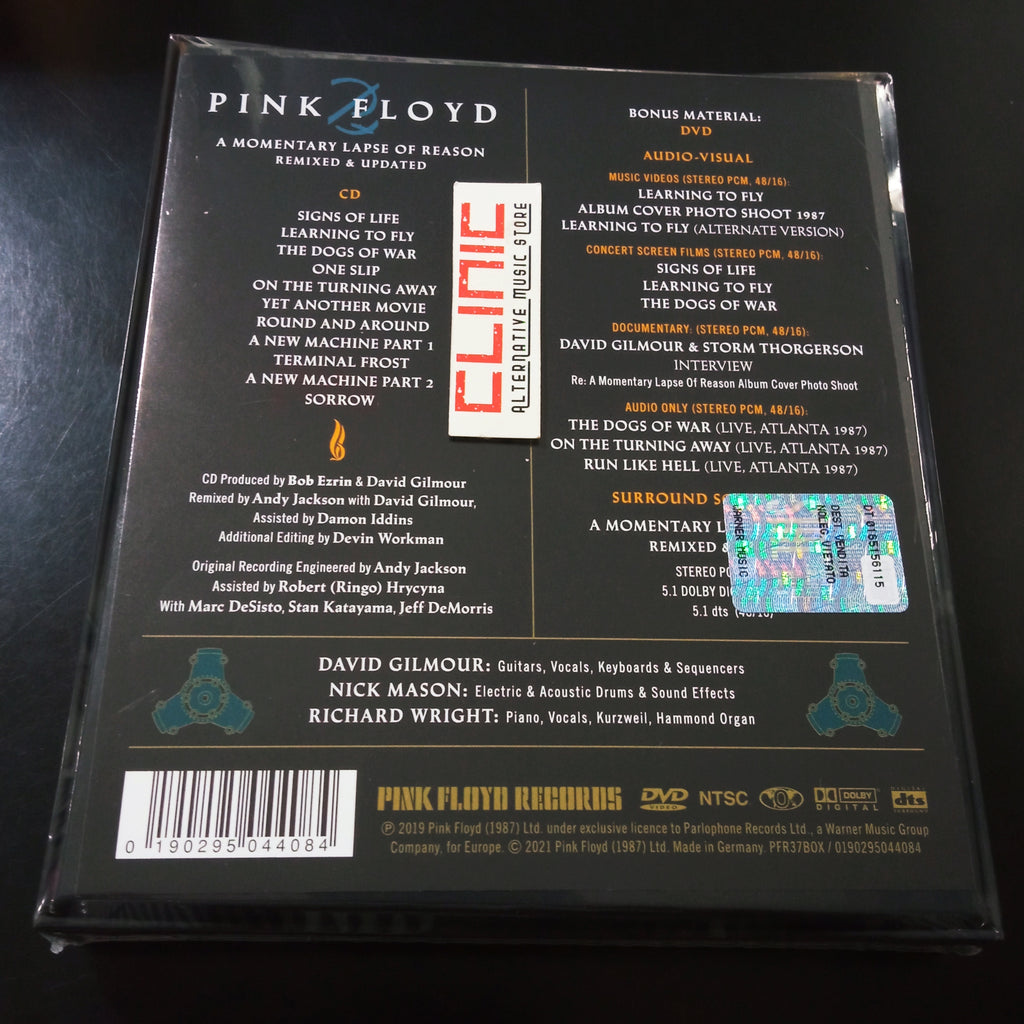 PINK FLOYD
A MOMENTARY LAPSE OF REASON
REMIXED & UPDATED
CD
SIGNS OF LIFE
LEARNING TO FLY
THE DOGS OF WAR
ONE SLIP
ON THE TURNING AWAY
YET ANOTHER MOVIE
ROUND AND AROUND
A NEW MACHINE PART 1
TERMINAL FROST
A NEW MACHINE PART 2
SORROW
CD Produced by Bob Ezrin & David Gilmour
Remixed by Andy Jackson with David Gilmour,
Assisted by Damon Iddins
Additional Editing by Devin Workman
Original Recording Engineered by Andy Jackson
Assisted by Robert (Ringo) Hrycyna
With Marc DeSisto, Stan Katayama, Jeff DeMorris
CLINIC
ALTERNATIVE MUSIC STORE
BONUS MATERIAL:
DVD
AUDIO-VISUAL
MUSIC VIDEOS (STEREO PCM, 48/16):
LEARNING TO FLY
ALBUM COVER PHOTO SHOOT 1987
LEARNING TO FLY (ALTERNATE VERSION)
CONCERT SCREEN FILMS (STEREO PCM, 48/16):
SIGNS OF LIFE
LEARNING TO FLY
THE DOGS OF WAR
DOCUMENTARY: (STEREO PCM, 48/16):
DAVID GILMOUR & STORM THORGERSON
INTERVIEW
Re: A Momentary Lapse Of Reason Album Cover Photo Shoot
AUDIO ONLY (STEREO PCM, 48/16):
THE DOGS OF WAR (LIVE, ATLANTA 1987)
ON THE TURNING AWAY (LIVE, ATLANTA 1987)
RUN LIKE HELL (LIVE, ATLANTA 1987)
SURROUND S
A MOMENTARY L
REMIXED &
STEREO PC
5.1 DOLBY DI
5.1 dts
DT 0165156115
DEST. VENDITA
NOLEG. VIETATO
WARNER MUSIC
DAVID GILMOUR: Guitars, Vocals, Keyboards & Sequencers
NICK MASON: Electric & Acoustic Drums & Sound Effects
RICHARD WRIGHT: Piano, Vocals, Kurzweil, Hammond Organ
0 190295 044084
PINK FLOYD RECORDS
DVD VIDEO
NTSC
DOLBY DIGITAL
dts
℗ 2019 Pink Floyd (1987) Ltd. under exclusive licence to Parlophone Records Ltd., a Warner Music Group
Company, for Europe. © 2021 Pink Floyd (1987) Ltd. Made in Germany. PFR37BOX / 0190295044084